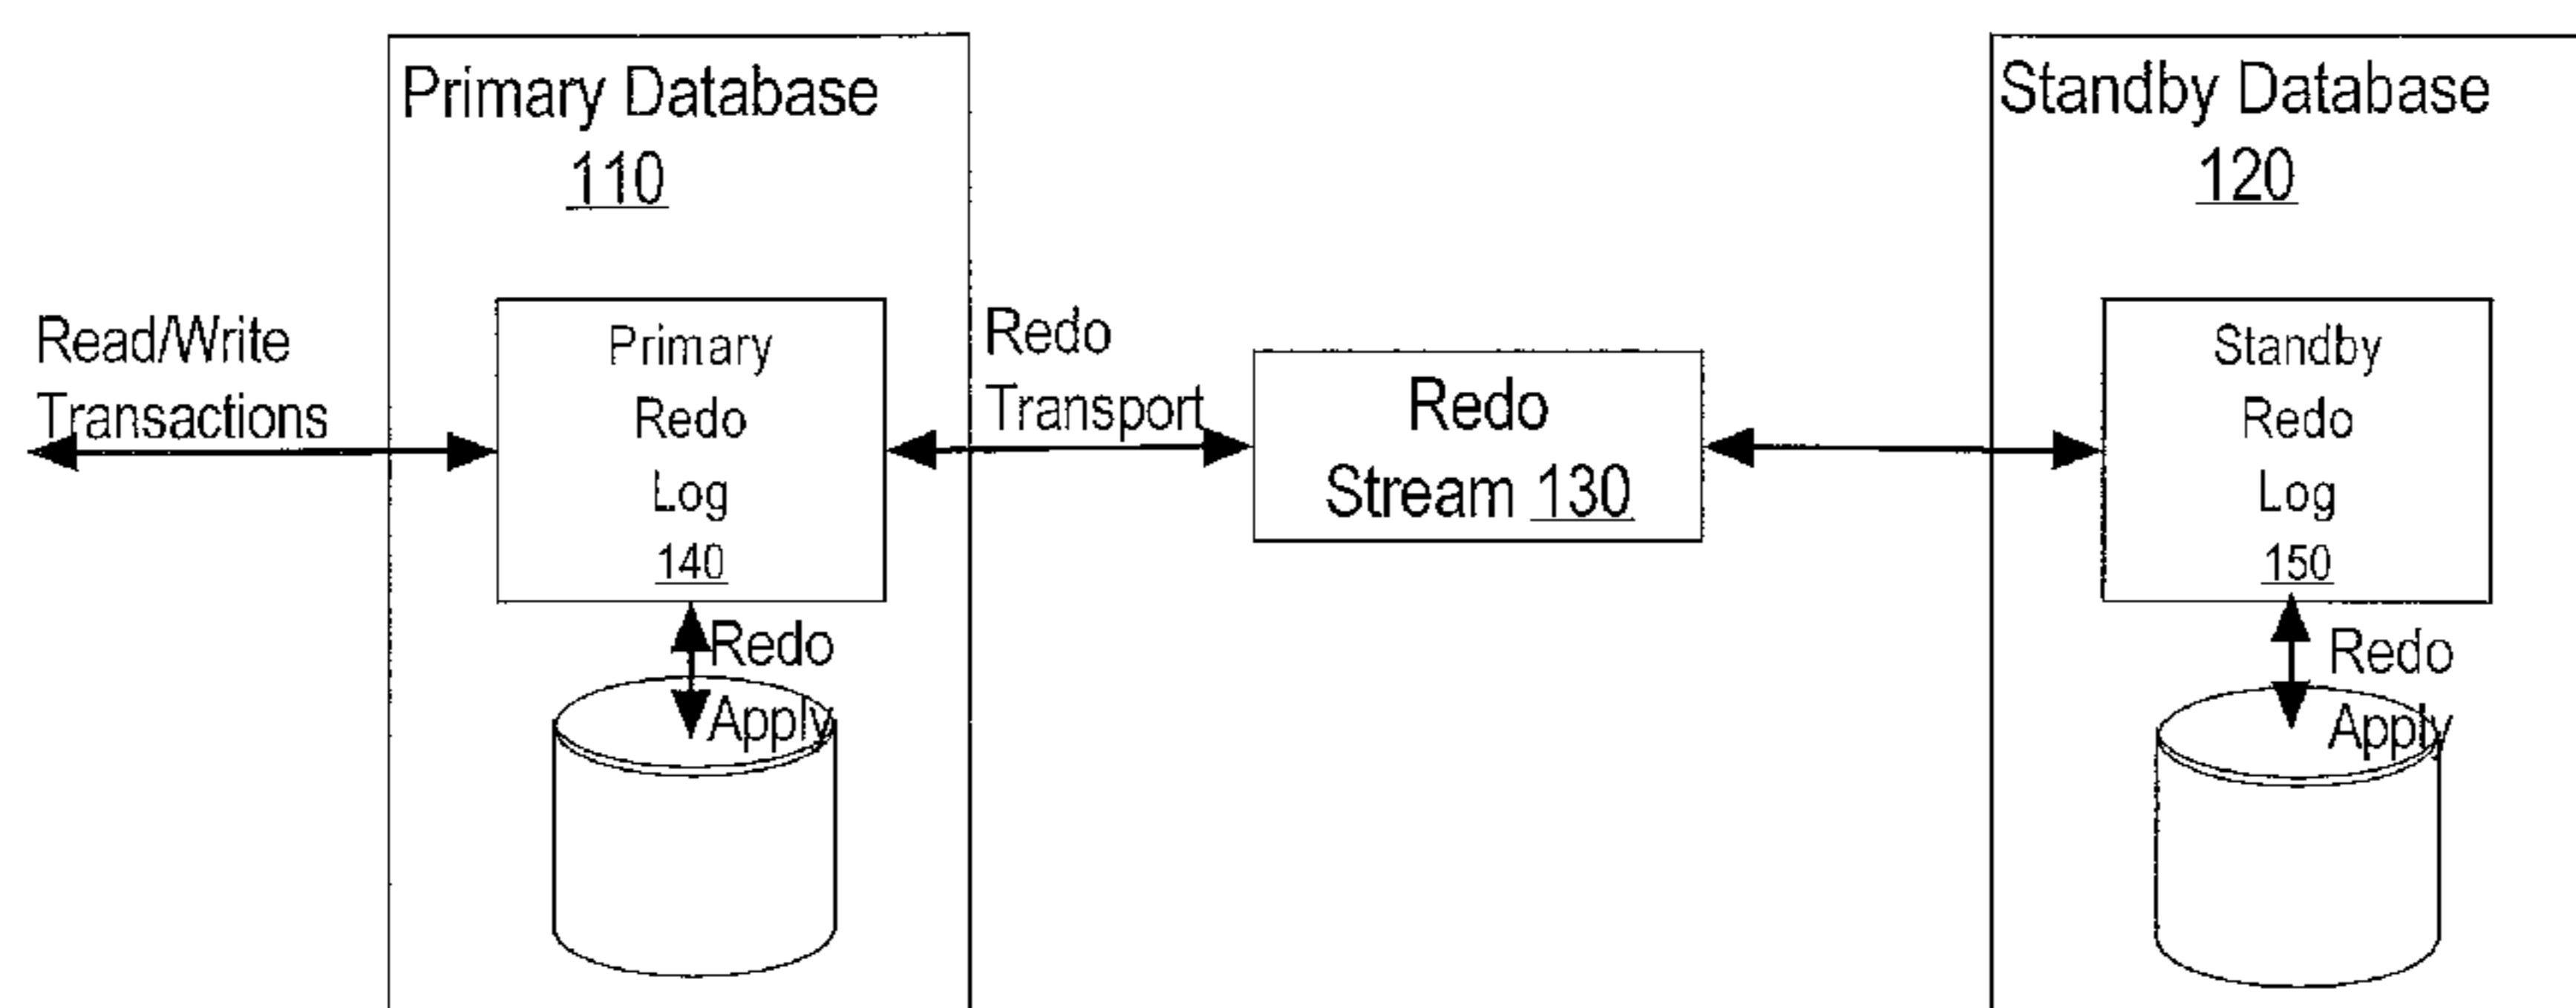 Primary Database
110
Standby Database
120
Read/Write
Transactions
Primary
Redo
Log
140
Redo
Transport
Redo
Stream 130
Standby
Redo
Log
150
Redo
Apply
Redo
Apply